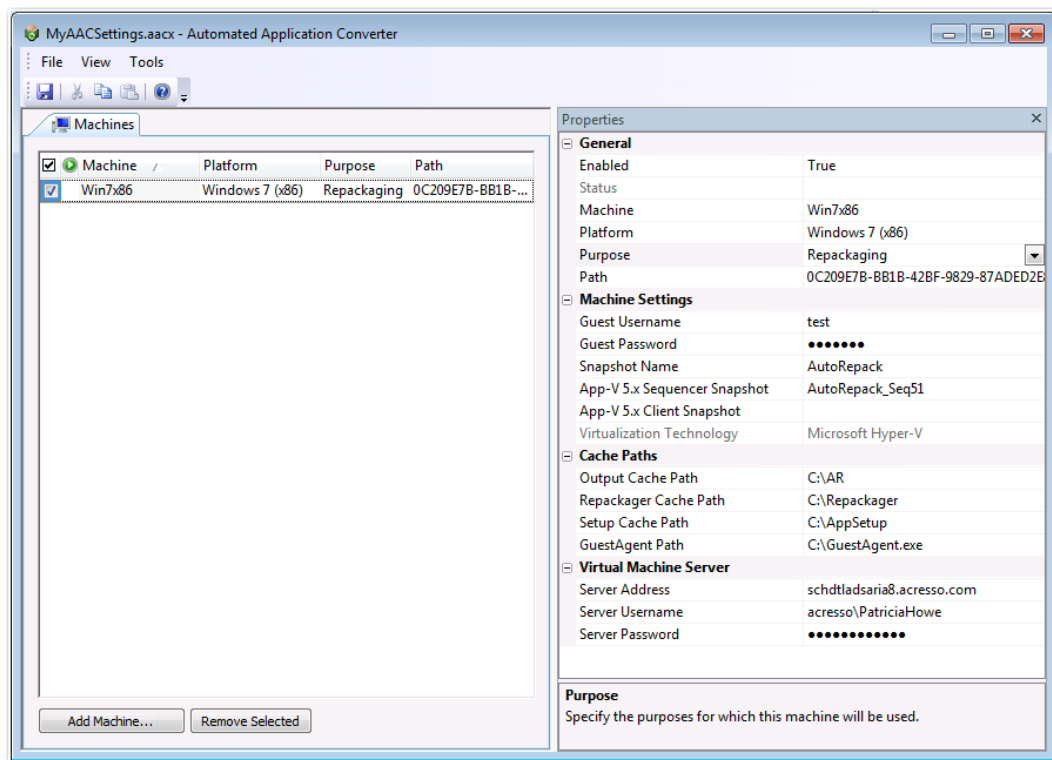 MyAACSettings.aacx - Automated Application Converter
File View Tools
Machines
Machine / Platform Purpose Path
Win7x86 Windows 7 (x86) Repackaging 0C209E7B-BB1B-...
Add Machine... Remove Selected
Properties
General
Enabled True
Status
Machine Win7x86
Platform Windows 7 (x86)
Purpose Repackaging
Path 0C209E7B-BB1B-42BF-9829-87ADED2E
Machine Settings
Guest Username test
Guest Password ●●●●●●●
Snapshot Name AutoRepack
App-V 5.x Sequencer Snapshot AutoRepack_Seq51
App-V 5.x Client Snapshot
Virtualization Technology Microsoft Hyper-V
Cache Paths
Output Cache Path C:\AR
Repackager Cache Path C:\Repackager
Setup Cache Path C:\AppSetup
GuestAgent Path C:\GuestAgent.exe
Virtual Machine Server
Server Address schdtladsaria8.acresso.com
Server Username acresso\PatriciaHowe
Server Password ●●●●●●●●●●●●
Purpose
Specify the purposes for which this machine will be used.